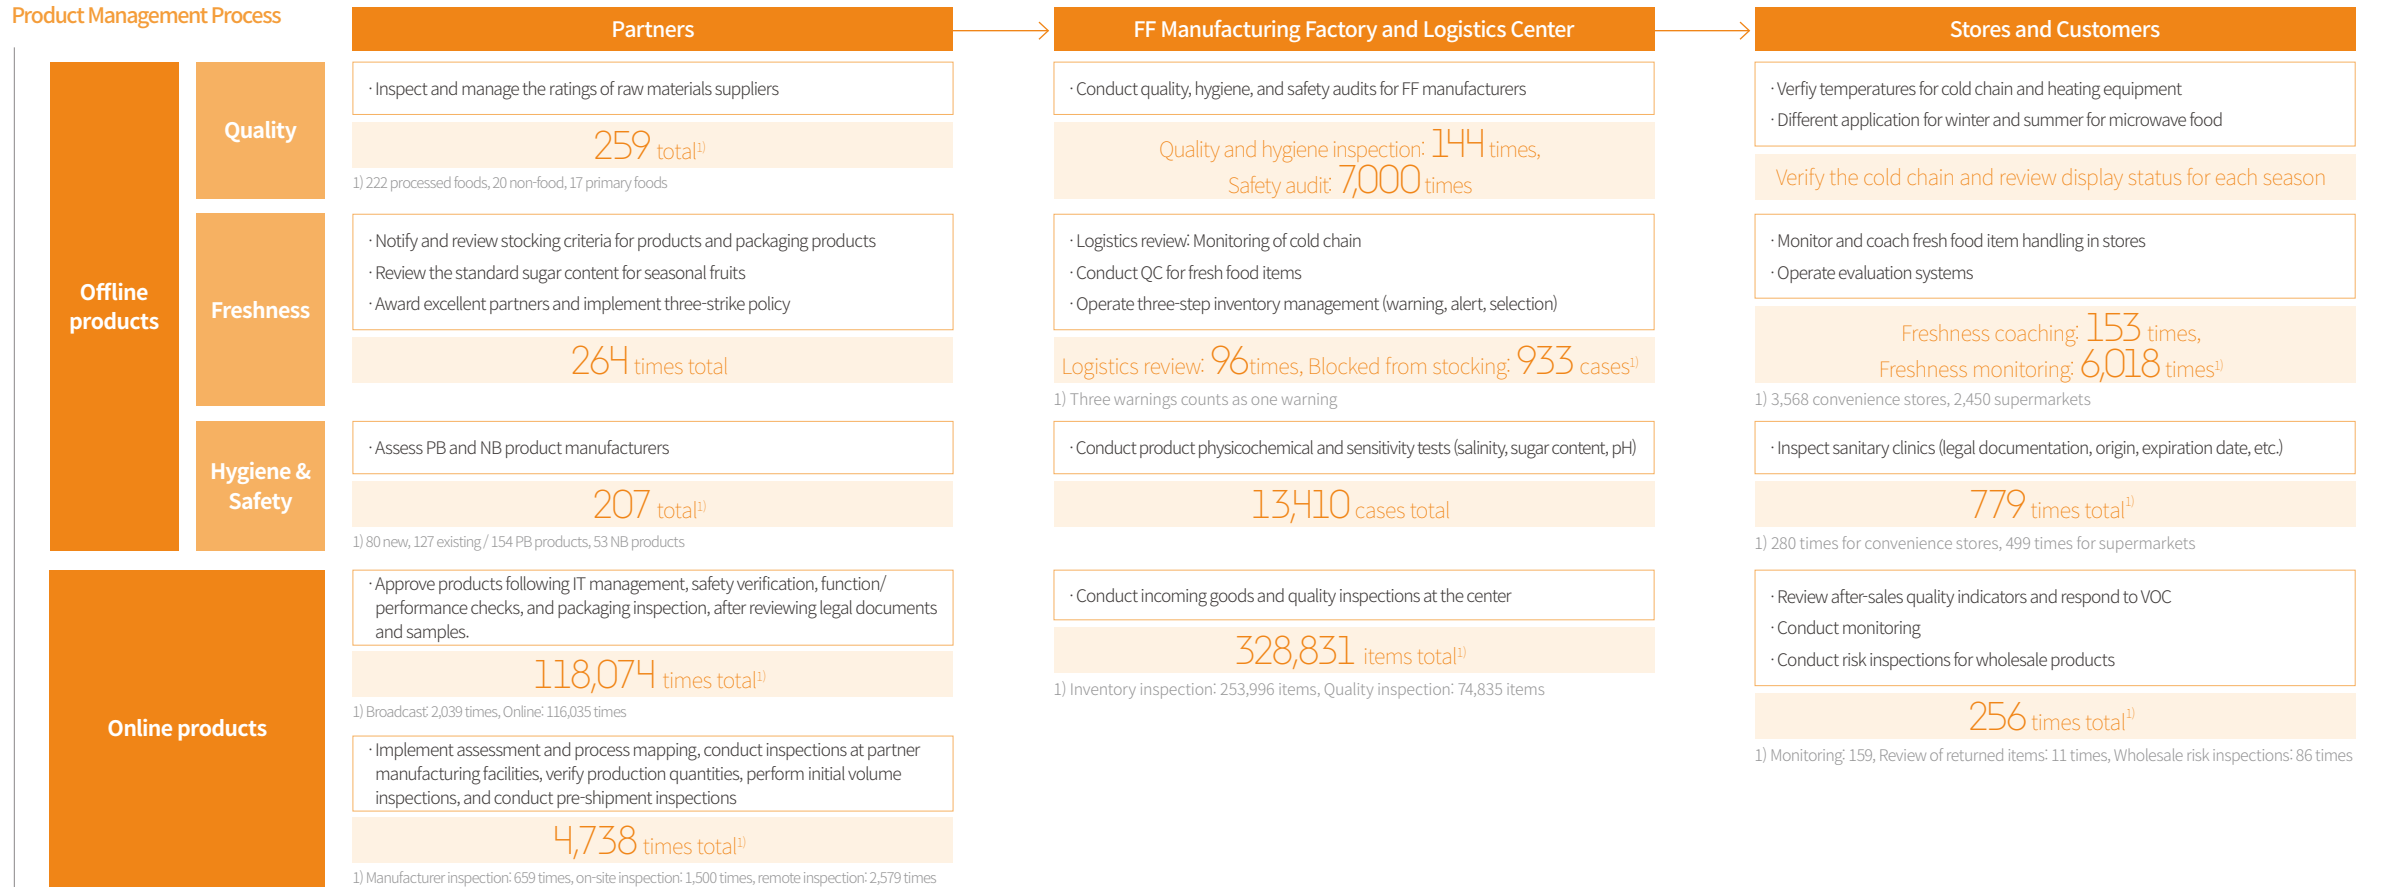 Product Management Process
Partners
FF Manufacturing Factory and Logistics Center
Stores and Customers
Offline
products
Quality
· Inspect and manage the ratings of raw materials suppliers
259 total1)
1) 222 processed foods, 20 non-food, 17 primary foods
· Conduct quality, hygiene, and safety audits for FF manufacturers
Quality and hygiene inspection: 144 times,
Safety audit: 7,000 times
· Verfiy temperatures for cold chain and heating equipment
· Different application for winter and summer for microwave food
Verify the cold chain and review display status for each season
Freshness
· Notify and review stocking criteria for products and packaging products
· Review the standard sugar content for seasonal fruits
· Award excellent partners and implement three-strike policy
264 times total
· Logistics review: Monitoring of cold chain
· Conduct QC for fresh food items
· Operate three-step inventory management (warning, alert, selection)
Logistics review: 96times, Blocked from stocking: 933 cases1)
1) Three warnings counts as one warning
· Monitor and coach fresh food item handling in stores
· Operate evaluation systems
Freshness coaching: 153 times,
Freshness monitoring: 6,018 times1)
1) 3,568 convenience stores, 2,450 supermarkets
Hygiene &
Safety
· Assess PB and NB product manufacturers
207 total1)
1) 80 new, 127 existing / 154 PB products, 53 NB products
· Conduct product physicochemical and sensitivity tests (salinity, sugar content, pH)
13,410 cases total
· Inspect sanitary clinics (legal documentation, origin, expiration date, etc.)
779 times total1)
1) 280 times for convenience stores, 499 times for supermarkets
Online products
· Approve products following IT management, safety verification, function/
performance checks, and packaging inspection, after reviewing legal documents
and samples.
118,074 times total1)
1) Broadcast: 2,039 times, Online: 116,035 times
· Implement assessment and process mapping, conduct inspections at partner
manufacturing facilities, verify production quantities, perform initial volume
inspections, and conduct pre-shipment inspections
4,738 times total1)
1) Manufacturer inspection: 659 times, on-site inspection: 1,500 times, remote inspection: 2,579 times
· Conduct incoming goods and quality inspections at the center
328,831 items total1)
1) Inventory inspection: 253,996 items, Quality inspection: 74,835 items
· Review after-sales quality indicators and respond to VOC
· Conduct monitoring
· Conduct risk inspections for wholesale products
256 times total1)
1) Monitoring: 159, Review of returned items: 11 times, Wholesale risk inspections: 86 times